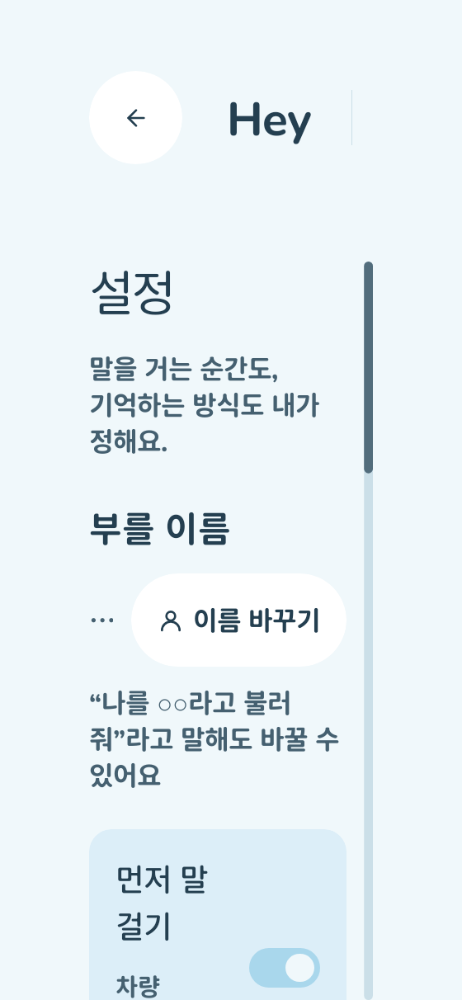 Hey
설정
말을 거는 순간도,
기억하는 방식도 내가
정해요.
부를 이름
...
이름 바꾸기
“나를 ○○라고 불러
줘”라고 말해도 바꿀 수
있어요
먼저 말
걸기
차량